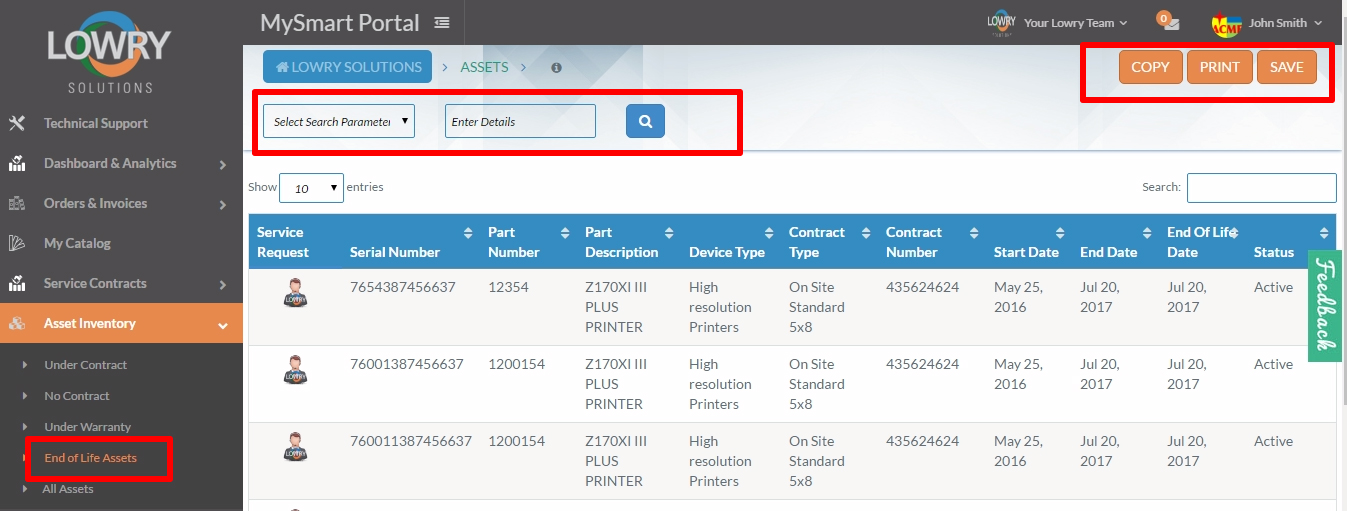 LOWRY
SOLUTIONS
MySmart Portal
LOWRY
SOLUTIONS
Your Lowry Team
0
ACME
John Smith
LOWRY SOLUTIONS
ASSETS
COPY
PRINT
SAVE
Select Search Parameter
Enter Details
Technical Support
Dashboard & Analytics
Orders & Invoices
My Catalog
Service Contracts
Asset Inventory
Under Contract
No Contract
Under Warranty
End of Life Assets
All Assets
Show 10 entries
Search:
Service Request Serial Number Part Number Part Description Device Type Contract Type Contract Number Start Date End Date End Of Life Date Status
LOWRY 7654387456637 12354 Z170XI III High On Site 435624624 May 25, Jul 20, Jul 20, Active
PLUS resolution Standard 2016 2017 2017
PRINTER Printers 5x8
LOWRY 76001387456637 1200154 Z170XI III High On Site 435624624 May 25, Jul 20, Jul 20, Active
PLUS resolution Standard 2016 2017 2017
PRINTER Printers 5x8
LOWRY 760011387456637 1200154 Z170XI III High On Site 435624624 May 25, Jul 20, Jul 20, Active
PLUS resolution Standard 2016 2017 2017
PRINTER Printers 5x8
Feedback